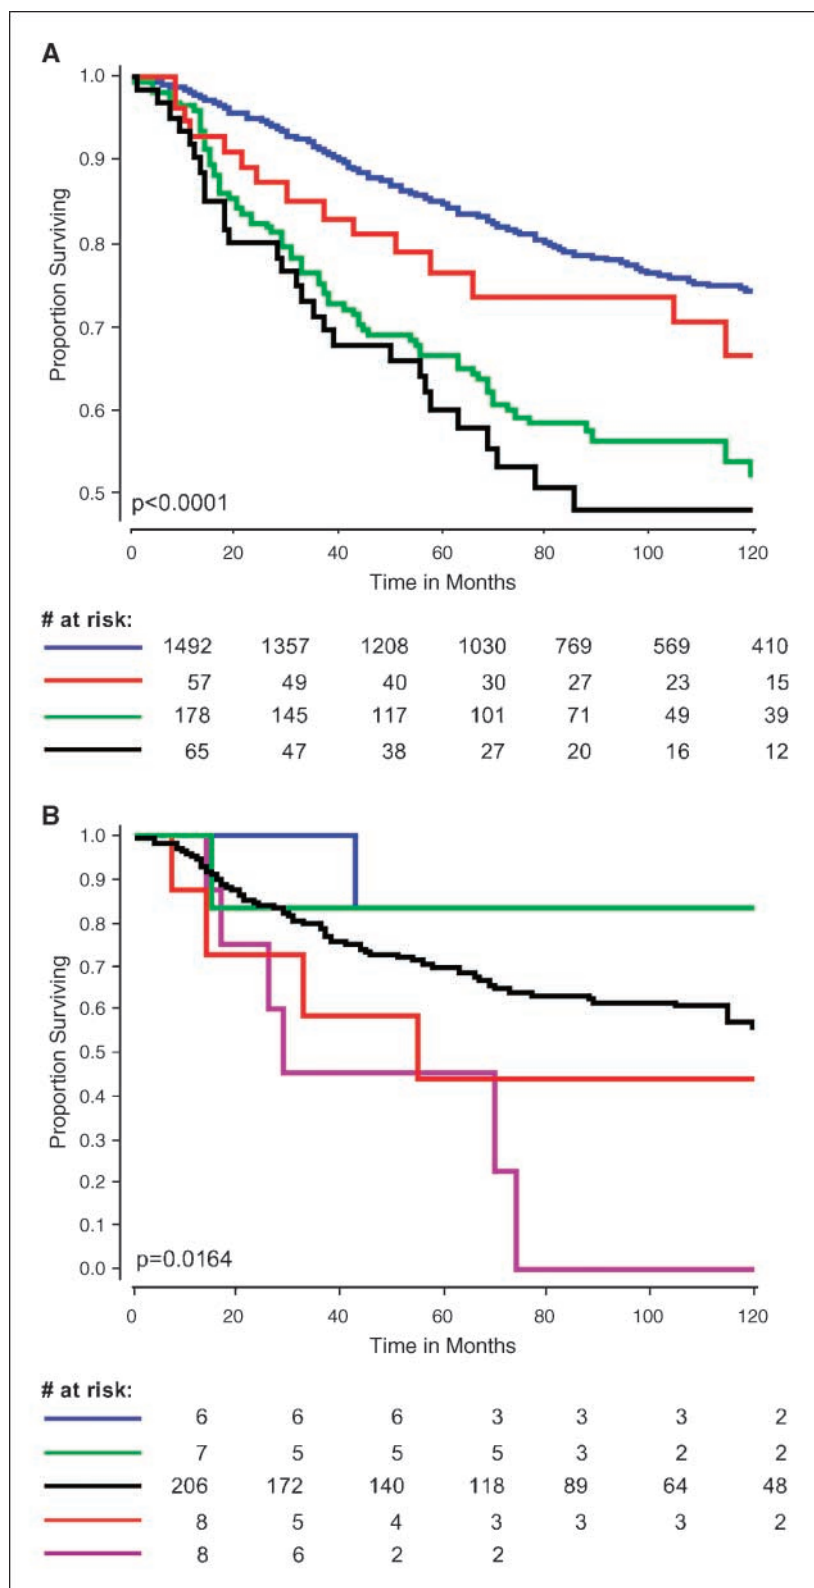 A
1.0
0.9
0.8
0.7
0.6
0.5
Proportion Surviving
p<0.0001
0 20 40 60 80 100 120
Time in Months
# at risk:
1492 1357 1208 1030 769 569 410
57 49 40 30 27 23 15
178 145 117 101 71 49 39
65 47 38 27 20 16 12
B
1.0
0.9
0.8
0.7
0.6
0.5
0.4
0.3
0.2
0.1
0.0
Proportion Surviving
p=0.0164
0 20 40 60 80 100 120
Time in Months
# at risk:
6 6 6 3 3 3 2
7 5 5 5 3 2 2
206 172 140 118 89 64 48
8 5 4 3 3 3 2
8 6 2 2